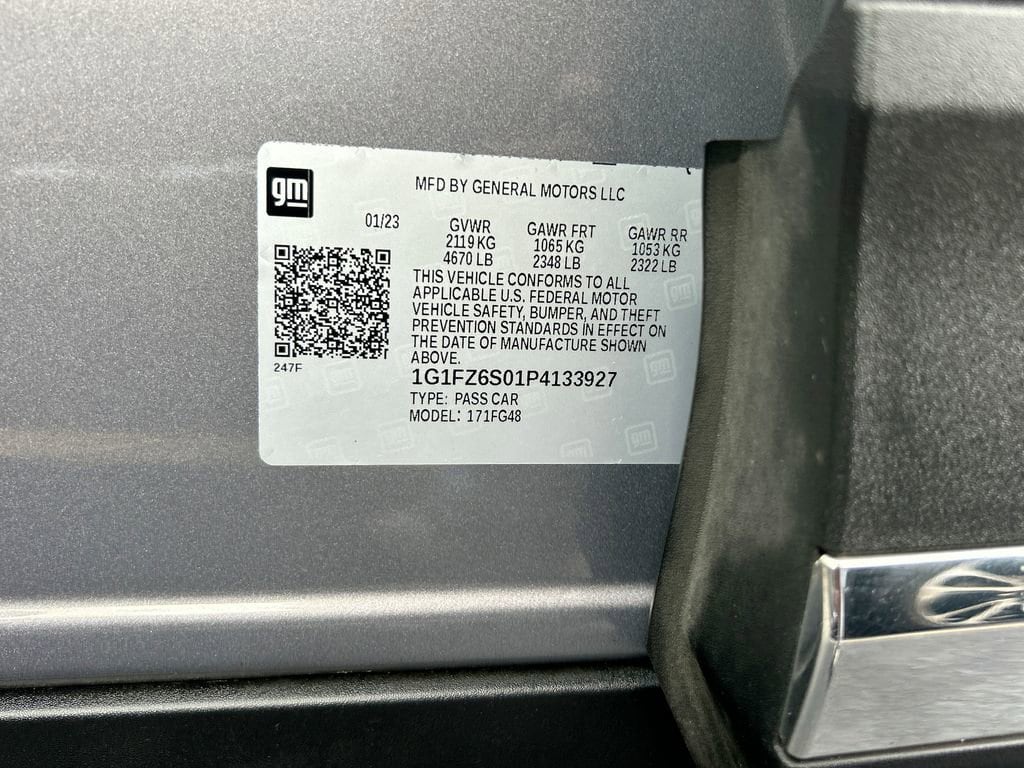 gm
MFD BY GENERAL MOTORS LLC
01/23
GVWR GAWR FRT GAWR RR
2119 KG 1065 KG 1053 KG
4670 LB 2348 LB 2322 LB
THIS VEHICLE CONFORMS TO ALL
APPLICABLE U.S. FEDERAL MOTOR
VEHICLE SAFETY, BUMPER, AND THEFT
PREVENTION STANDARDS IN EFFECT ON
THE DATE OF MANUFACTURE SHOWN
ABOVE.
247F
1G1FZ6S01P4133927
TYPE: PASS CAR
MODEL: 171FG48